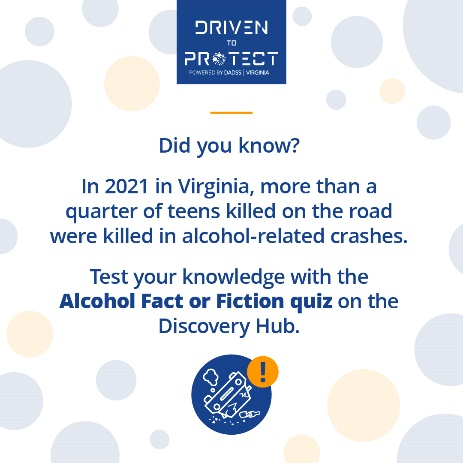 DRIVEN
TO
PROTECT
POWERED BY DADSS | VIRGINIA
Did you know?
In 2021 in Virginia, more than a
quarter of teens killed on the road
were killed in alcohol-related crashes.
Test your knowledge with the
Alcohol Fact or Fiction quiz on the
Discovery Hub.
!